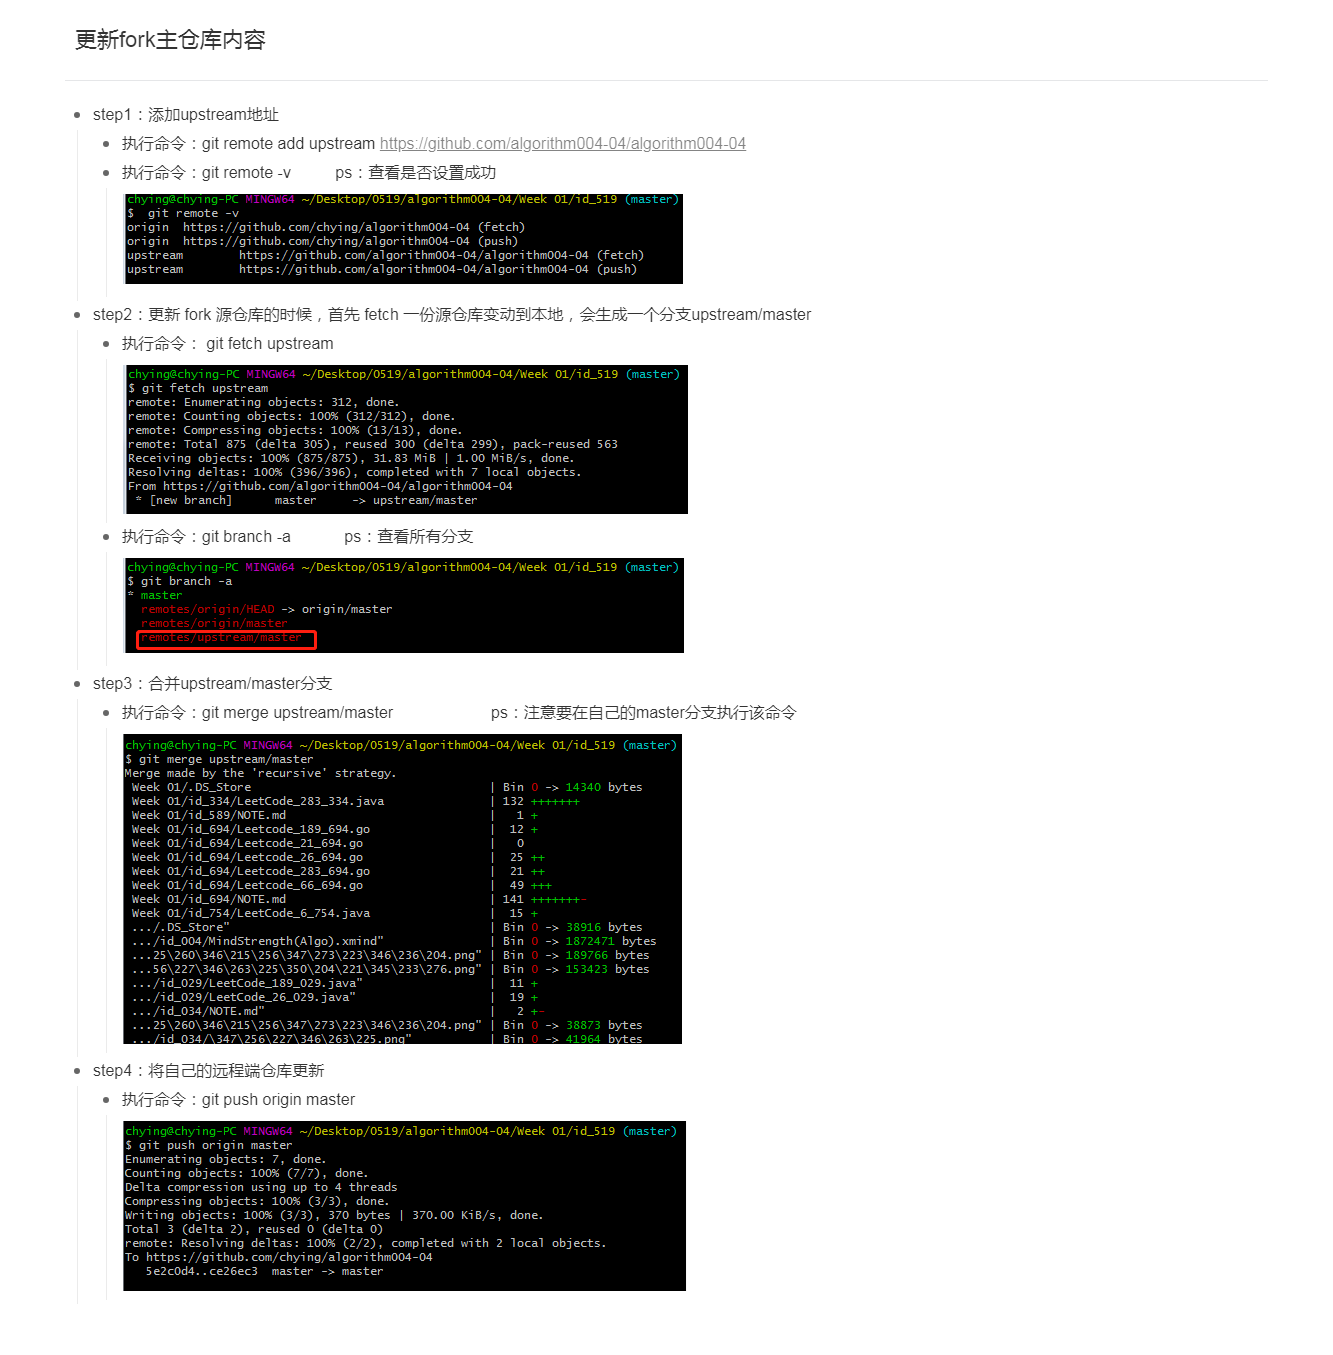 更新fork主仓库内容
step1：添加upstream地址
执行命令：git remote add upstream https://github.com/algorithm004-04/algorithm004-04
执行命令：git remote -v ps：查看是否设置成功
chying@chying-PC MINGW64 ~/Desktop/0519/algorithm004-04/Week 01/id_519 (master)
$ git remote -v
origin https://github.com/chying/algorithm004-04 (fetch)
origin https://github.com/chying/algorithm004-04 (push)
upstream https://github.com/algorithm004-04/algorithm004-04 (fetch)
upstream https://github.com/algorithm004-04/algorithm004-04 (push)
step2：更新 fork 源仓库的时候，首先 fetch 一份源仓库变动到本地，会生成一个分支upstream/master
执行命令： git fetch upstream
chying@chying-PC MINGW64 ~/Desktop/0519/algorithm004-04/Week 01/id_519 (master)
$ git fetch upstream
remote: Enumerating objects: 312, done.
remote: Counting objects: 100% (312/312), done.
remote: Compressing objects: 100% (13/13), done.
remote: Total 875 (delta 305), reused 300 (delta 299), pack-reused 563
Receiving objects: 100% (875/875), 31.83 MiB | 1.00 MiB/s, done.
Resolving deltas: 100% (396/396), completed with 7 local objects.
From https://github.com/algorithm004-04/algorithm004-04
* [new branch] master -> upstream/master
执行命令：git branch -a ps：查看所有分支
chying@chying-PC MINGW64 ~/Desktop/0519/algorithm004-04/Week 01/id_519 (master)
$ git branch -a
* master
remotes/origin/HEAD -> origin/master
remotes/origin/master
remotes/upstream/master
step3：合并upstream/master分支
执行命令：git merge upstream/master ps：注意要在自己的master分支执行该命令
chying@chying-PC MINGW64 ~/Desktop/0519/algorithm004-04/Week 01/id_519 (master)
$ git merge upstream/master
Merge made by the 'recursive' strategy.
Week 01/.DS_Store | Bin 0 -> 14340 bytes
Week 01/id_334/LeetCode_283_334.java | 132 +++++++
Week 01/id_589/NOTE.md | 1 +
Week 01/id_694/Leetcode_189_694.go | 12 +
Week 01/id_694/Leetcode_21_694.go | 0
Week 01/id_694/Leetcode_26_694.go | 25 ++
Week 01/id_694/Leetcode_283_694.go | 21 ++
Week 01/id_694/Leetcode_66_694.go | 49 +++
Week 01/id_694/NOTE.md | 141 +++++++-
Week 01/id_754/LeetCode_6_754.java | 15 +
.../.DS_Store" | Bin 0 -> 38916 bytes
.../id_004/MindStrength(Algo).xmind" | Bin 0 -> 1872471 bytes
...25\260\346\215\256\347\273\223\346\236\204.png" | Bin 0 -> 189766 bytes
...56\227\346\263\225\350\204\221\345\233\276.png" | Bin 0 -> 153423 bytes
.../id_029/LeetCode_189_029.java" | 11 +
.../id_029/LeetCode_26_029.java" | 19 +
.../id_034/NOTE.md" | 2 +-
...25\260\346\215\256\347\273\223\346\236\204.png" | Bin 0 -> 38873 bytes
.../id_034/\347\256\227\346\263\225.png" | Bin 0 -> 41964 bytes
step4：将自己的远程端仓库更新
执行命令：git push origin master
chying@chying-PC MINGW64 ~/Desktop/0519/algorithm004-04/Week 01/id_519 (master)
$ git push origin master
Enumerating objects: 7, done.
Counting objects: 100% (7/7), done.
Delta compression using up to 4 threads
Compressing objects: 100% (3/3), done.
Writing objects: 100% (3/3), 370 bytes | 370.00 KiB/s, done.
Total 3 (delta 2), reused 0 (delta 0)
remote: Resolving deltas: 100% (2/2), completed with 2 local objects.
To https://github.com/chying/algorithm004-04
5e2c0d4..ce26ec3 master -> master